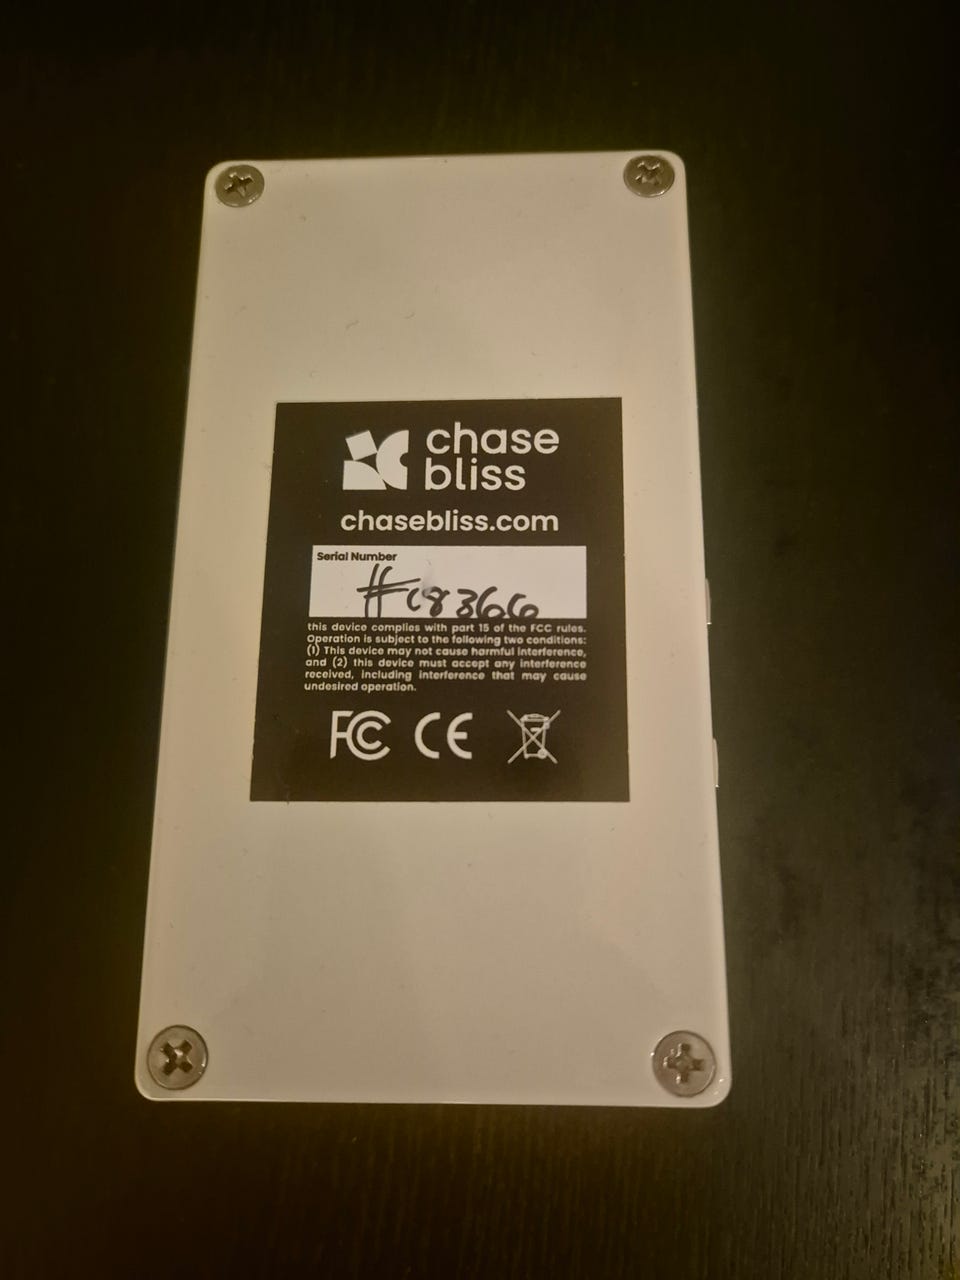 chase
bliss
chasebliss.com
Serial Number
#18366
this device complies with part 15 of the FCC rules.
Operation is subject to the following two conditions:
(1) This device may not cause harmful interference,
and (2) this device must accept any interference
received, including interference that may cause
undesired operation.
FC CE